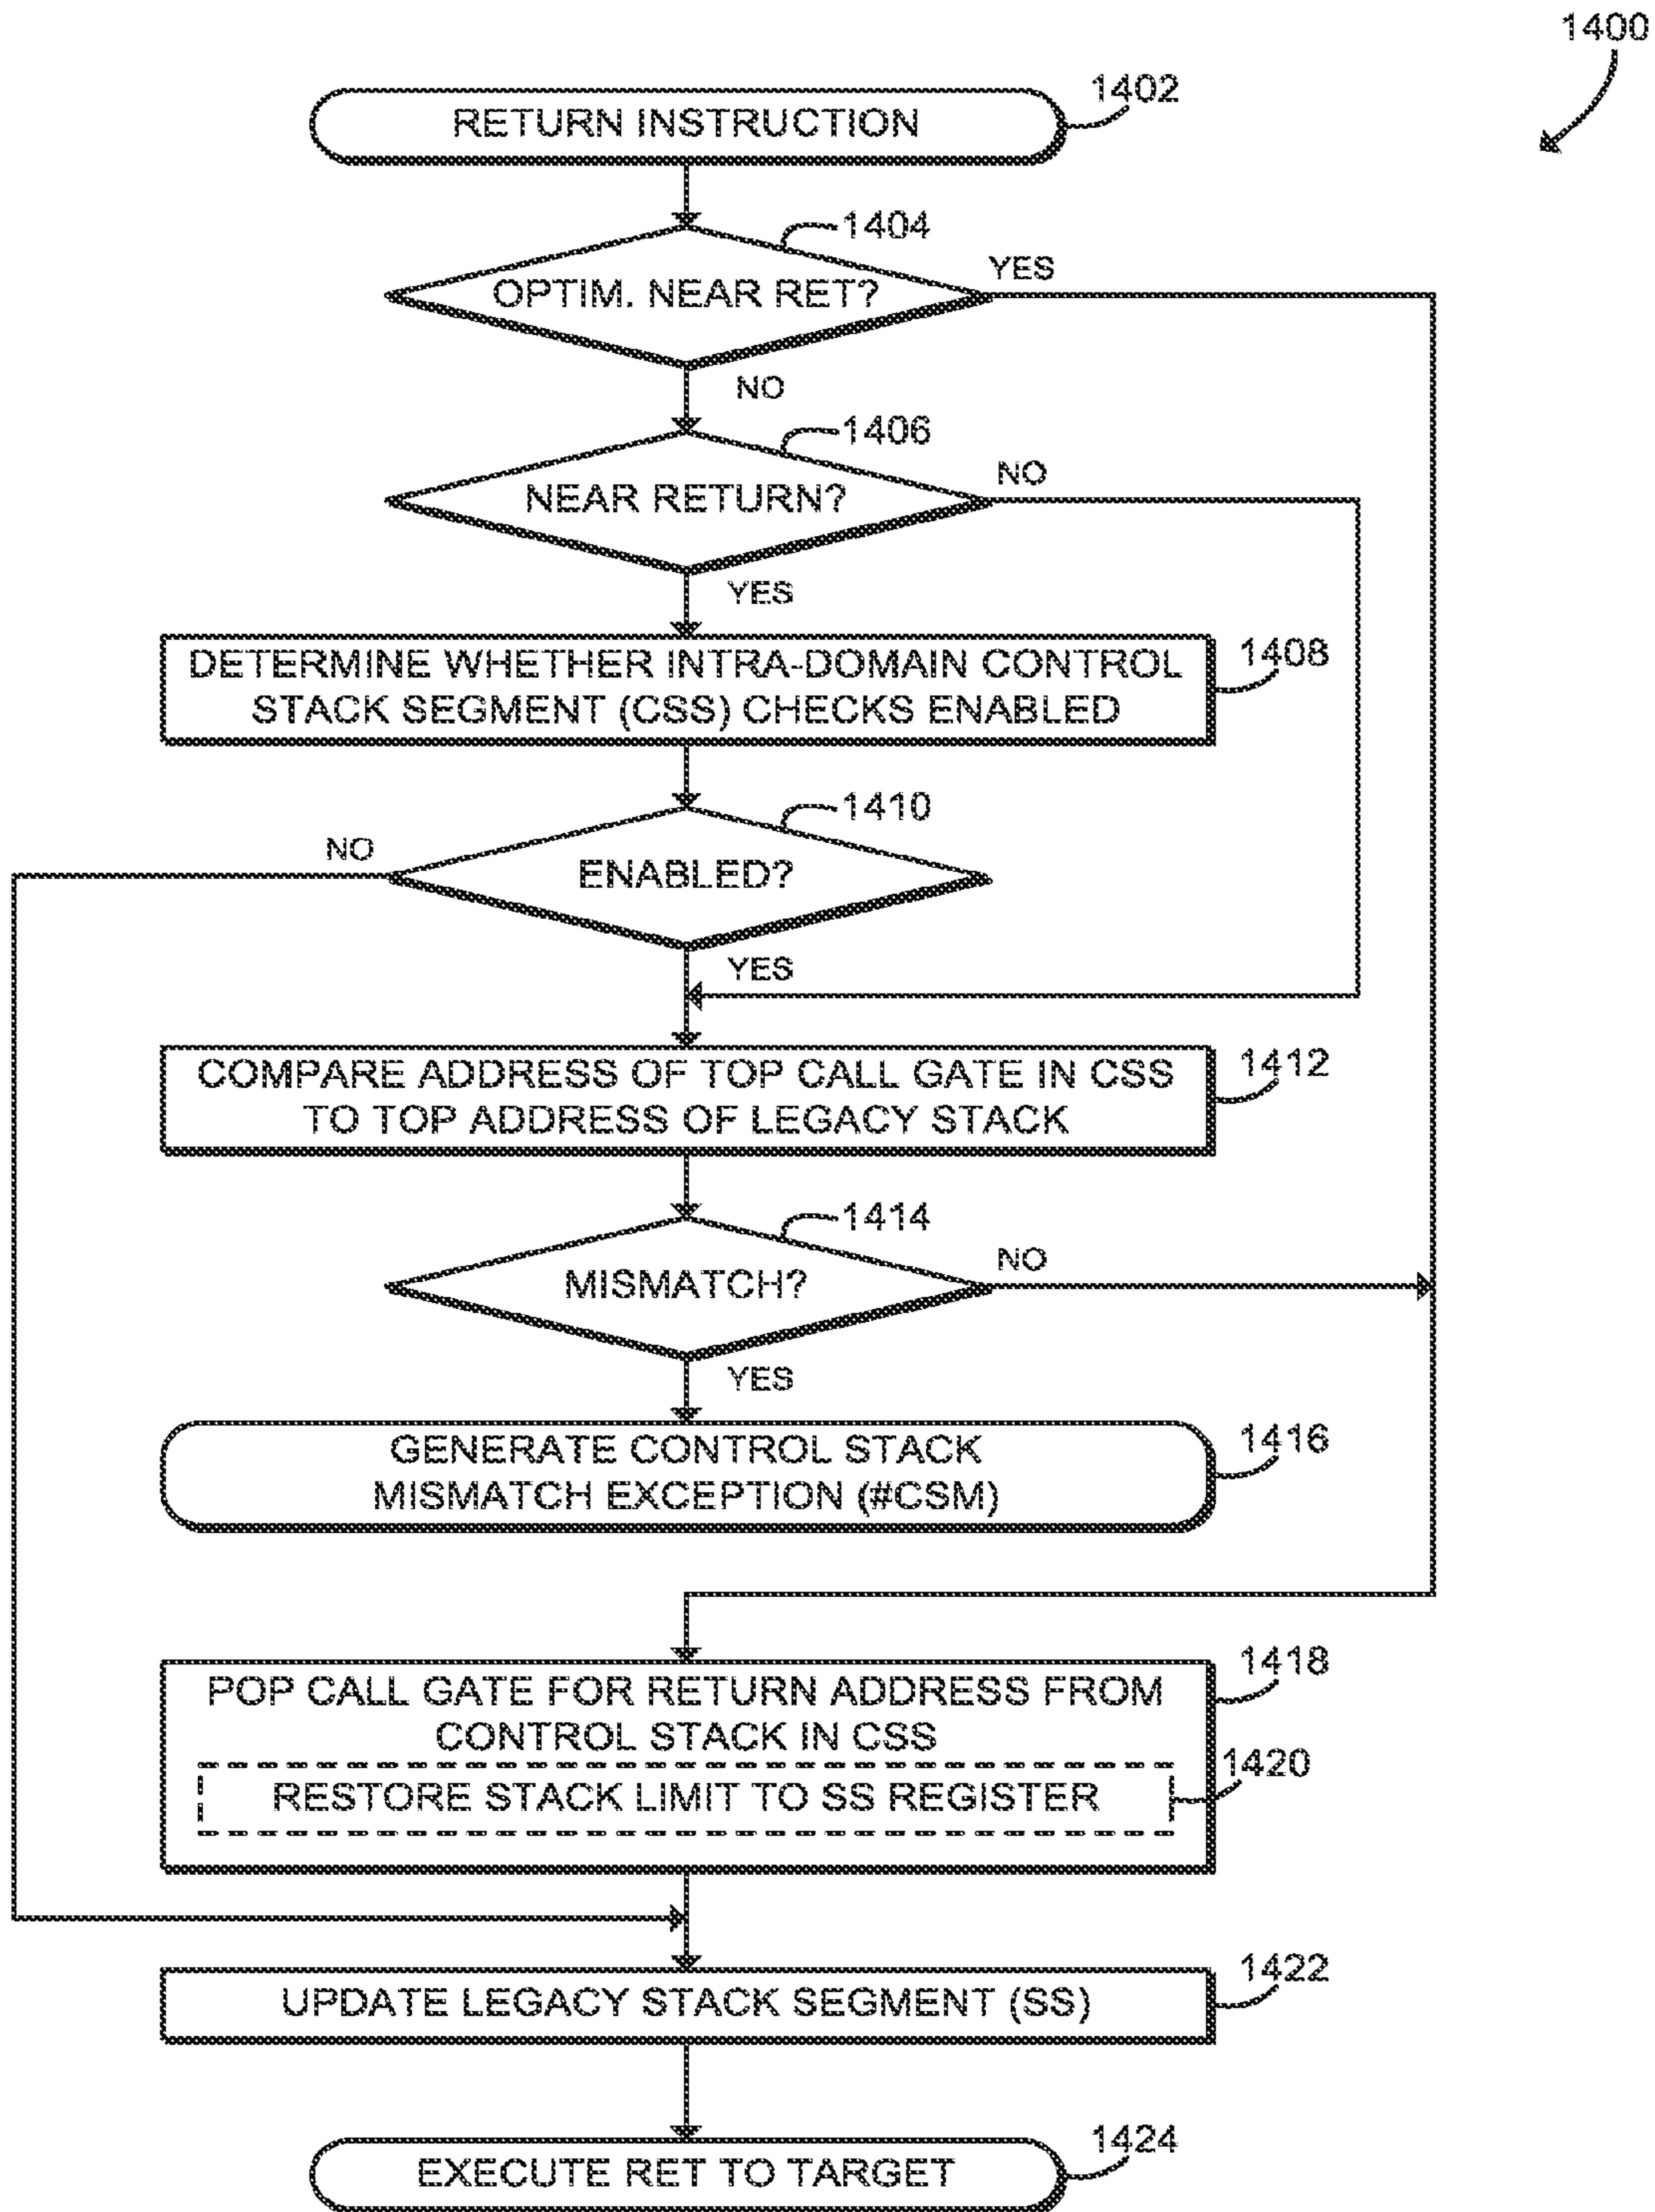 1400
RETURN INSTRUCTION
1402
OPTIM. NEAR RET?
1404
YES
NO
NEAR RETURN?
1406
NO
YES
DETERMINE WHETHER INTRA-DOMAIN CONTROL
STACK SEGMENT (CSS) CHECKS ENABLED
1408
ENABLED?
1410
NO
YES
COMPARE ADDRESS OF TOP CALL GATE IN CSS
TO TOP ADDRESS OF LEGACY STACK
1412
MISMATCH?
1414
NO
YES
GENERATE CONTROL STACK
MISMATCH EXCEPTION (#CSM)
1416
POP CALL GATE FOR RETURN ADDRESS FROM
CONTROL STACK IN CSS
1418
RESTORE STACK LIMIT TO SS REGISTER
1420
UPDATE LEGACY STACK SEGMENT (SS)
1422
EXECUTE RET TO TARGET
1424